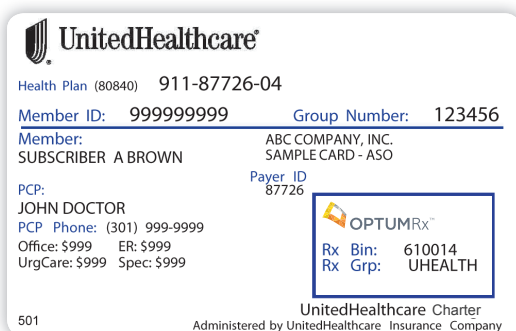 UnitedHealthcare®
Health Plan (80840) 911-87726-04
Member ID: 999999999 Group Number: 123456
Member:
SUBSCRIBER A BROWN
ABC COMPANY, INC.
SAMPLE CARD - ASO
Payer ID
87726
PCP:
JOHN DOCTOR
PCP Phone: (301) 999-9999
Office: $999 ER: $999
UrgCare: $999 Spec: $999
OPTUMRx™
Rx Bin: 610014
Rx Grp: UHEALTH
501
UnitedHealthcare Charter
Administered by UnitedHealthcare Insurance Company